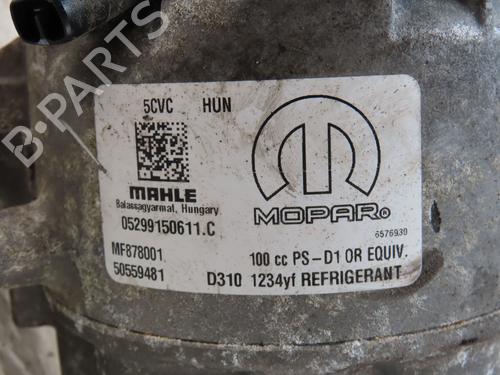 5CVC HUN
MAHLE
Balassagyarmat, Hungary
05299150611.C
MOPAR®
6576930
MF878001
50559481
100 cc PS-D1 OR EQUIV.
D310 1234yf REFRIGERANT
B-PARTS